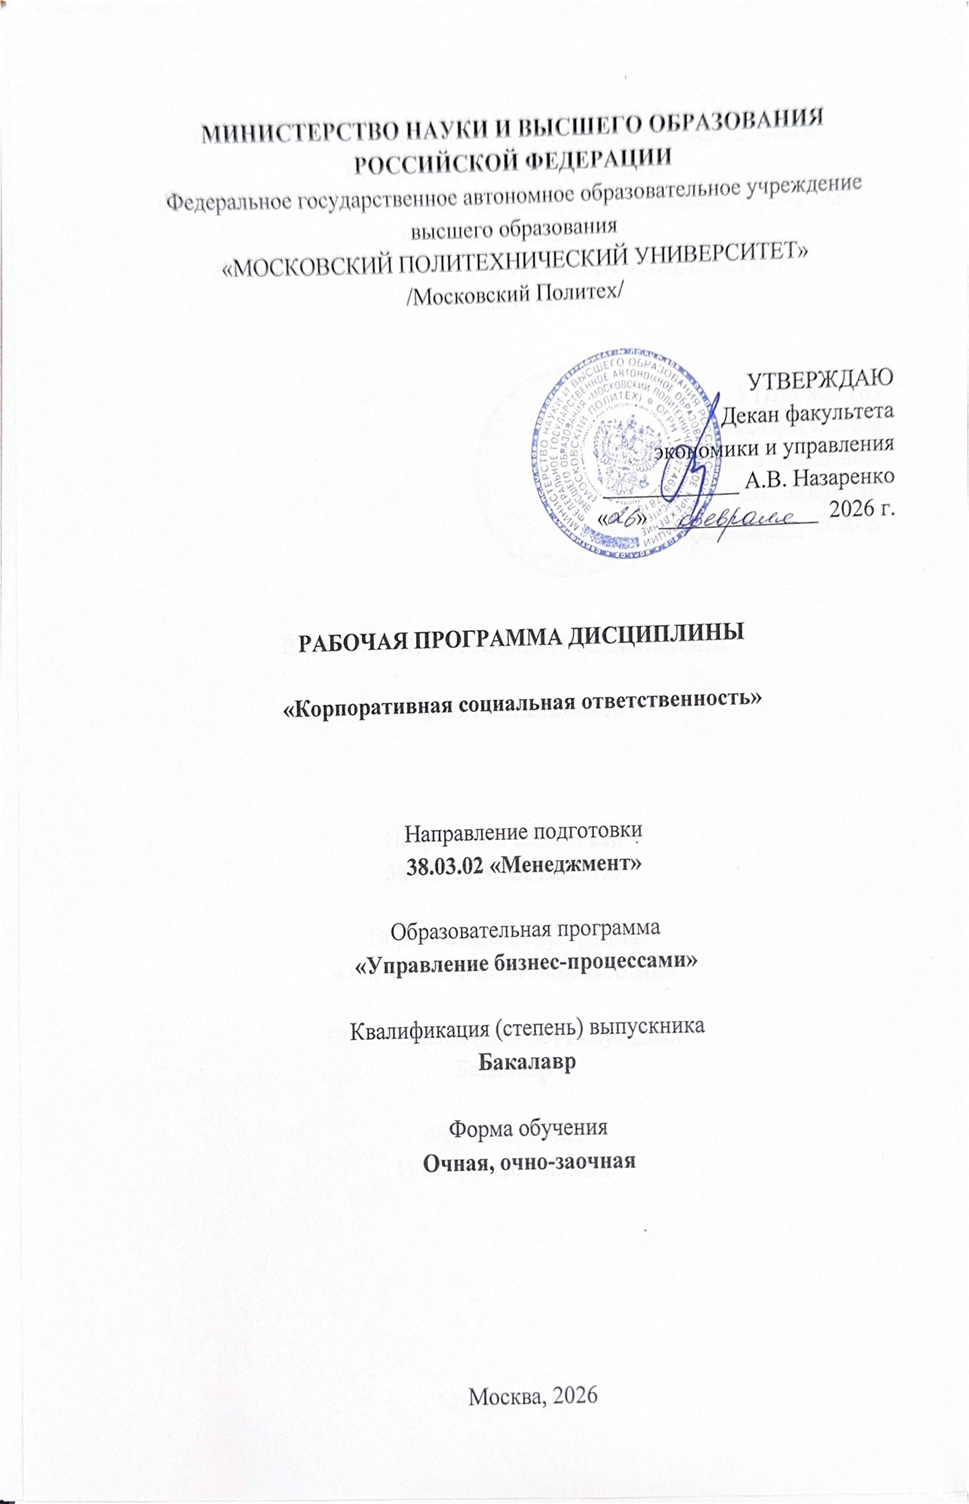 МИНИСТЕРСТВО НАУКИ И ВЫСШЕГО ОБРАЗОВАНИЯ
РОССИЙСКОЙ ФЕДЕРАЦИИ
Федеральное государственное автономное образовательное учреждение
высшего образования
«МОСКОВСКИЙ ПОЛИТЕХНИЧЕСКИЙ УНИВЕРСИТЕТ»
/Московский Политех/
УТВЕРЖДАЮ
Декан факультета
экономики и управления
А.В. Назаренко
«26» февраля 2026 г.
РАБОЧАЯ ПРОГРАММА ДИСЦИПЛИНЫ
«Корпоративная социальная ответственность»
Направление подготовки
38.03.02 «Менеджмент»
Образовательная программа
«Управление бизнес-процессами»
Квалификация (степень) выпускника
Бакалавр
Форма обучения
Очная, очно-заочная
Москва, 2026